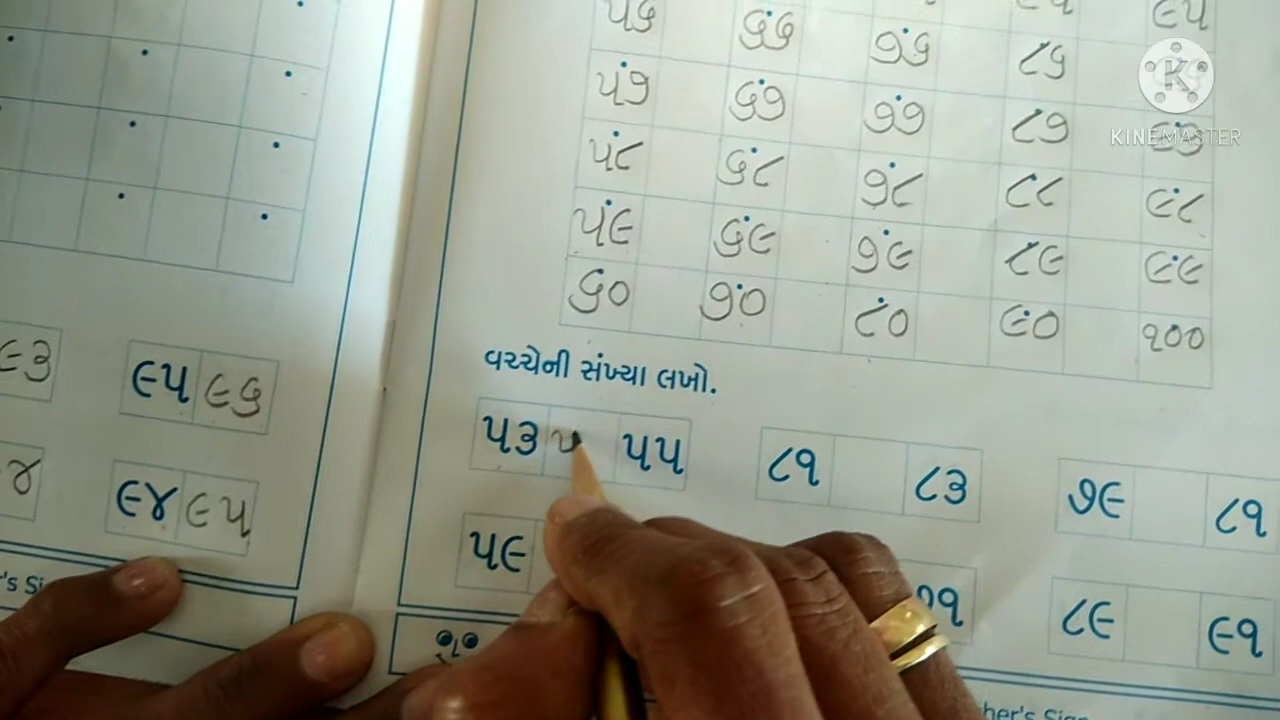 ૫૬ ૬૬ ૭૬ ૮૬
૫૭ ૬૭ ૭૭ ૮૭ ૯૭
૫૮ ૬૮ ૭૮ ૮૮ ૯૮
૫૯ ૬૯ ૭૯ ૮૯ ૯૯
૬૦ ૭૦ ૮૦ ૯૦ ૧૦૦
KINEMASTER
વચ્ચેની સંખ્યા લખો.
૯૩ ૯૫ ૯૬
૫૩ ૫ ૫૫ ૮૧ ૮૩ ૭૯ ૮૧
૪ ૯૪ ૯૫
૫૯ ૭૧ ૮૯ ૯૧